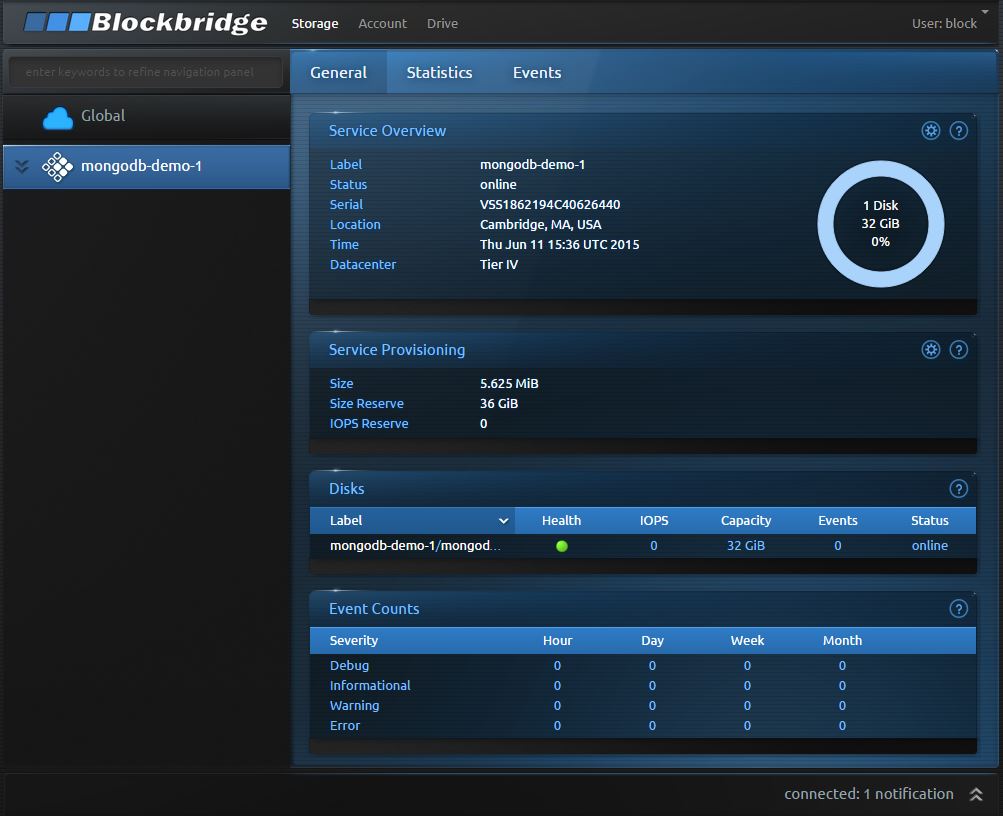 Blockbridge Storage Account Drive User: block
enter keywords to refine navigation panel
Global
mongodb-demo-1
General Statistics Events
Service Overview ?
Label mongodb-demo-1
Status online
Serial VSS1862194C40626440
Location Cambridge, MA, USA
Time Thu Jun 11 15:36 UTC 2015
Datacenter Tier IV
1 Disk
32 GiB
0%
Service Provisioning ?
Size 5.625 MiB
Size Reserve 36 GiB
IOPS Reserve 0
Disks ?
Label Health IOPS Capacity Events Status
mongodb-demo-1/mongod... 0 32 GiB 0 online
Event Counts ?
Severity Hour Day Week Month
Debug 0 0 0 0
Informational 0 0 0 0
Warning 0 0 0 0
Error 0 0 0 0
connected: 1 notification